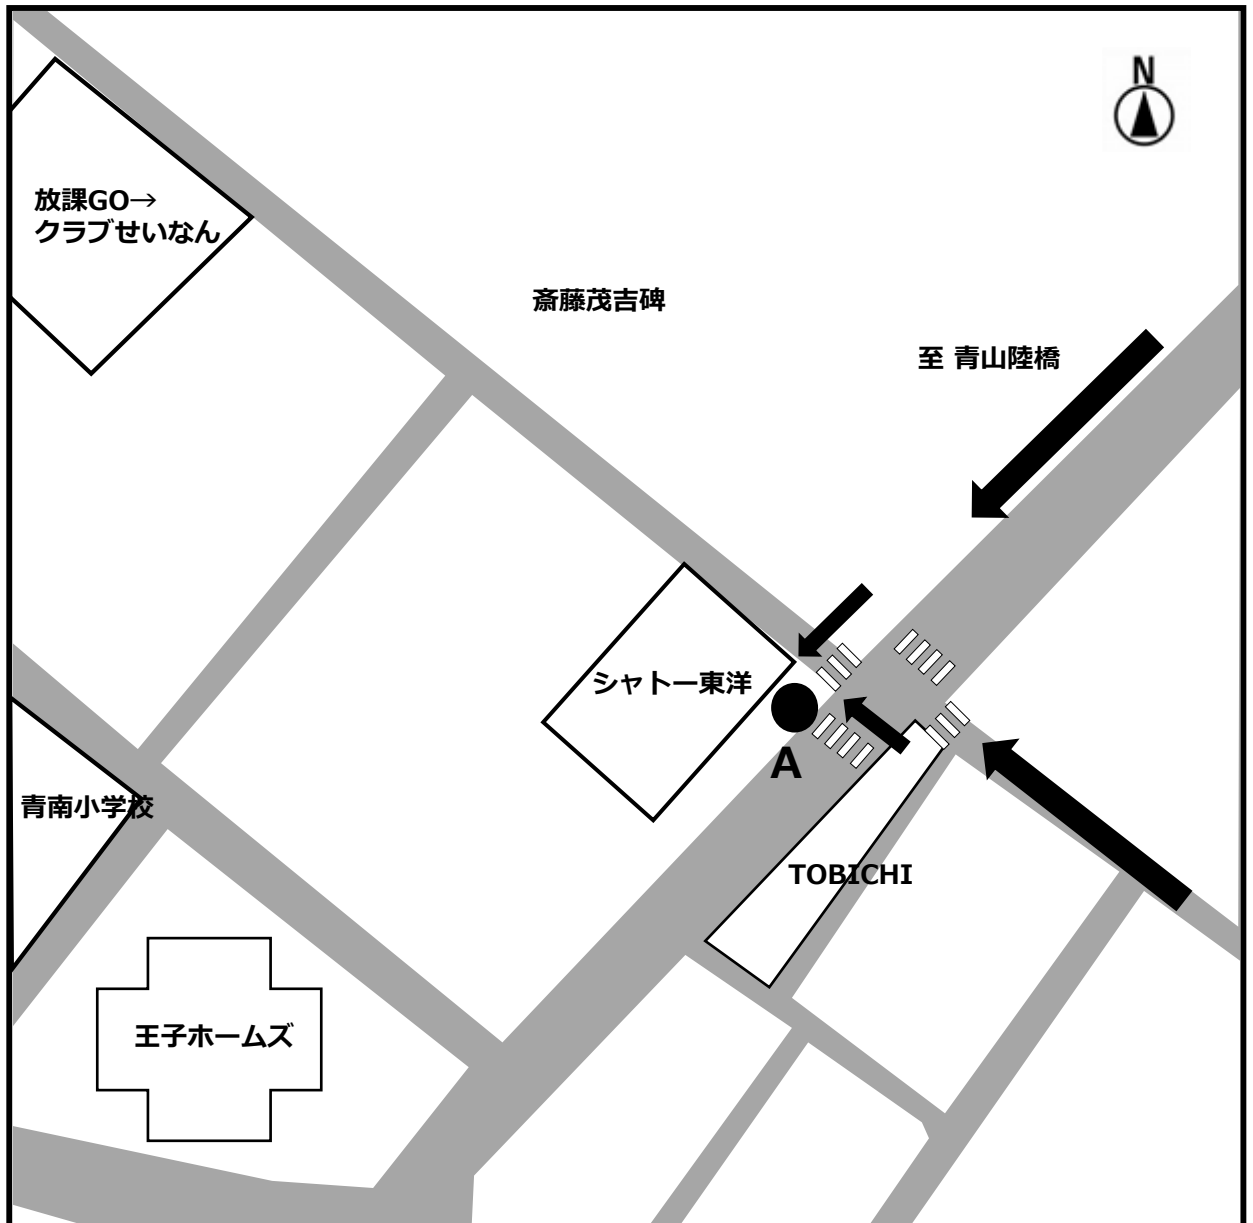 N
放課GO→
クラブせいなん
斎藤茂吉碑
至 青山陸橋
シャトー東洋
A
青南小学校
TOBICHI
王子ホームズ